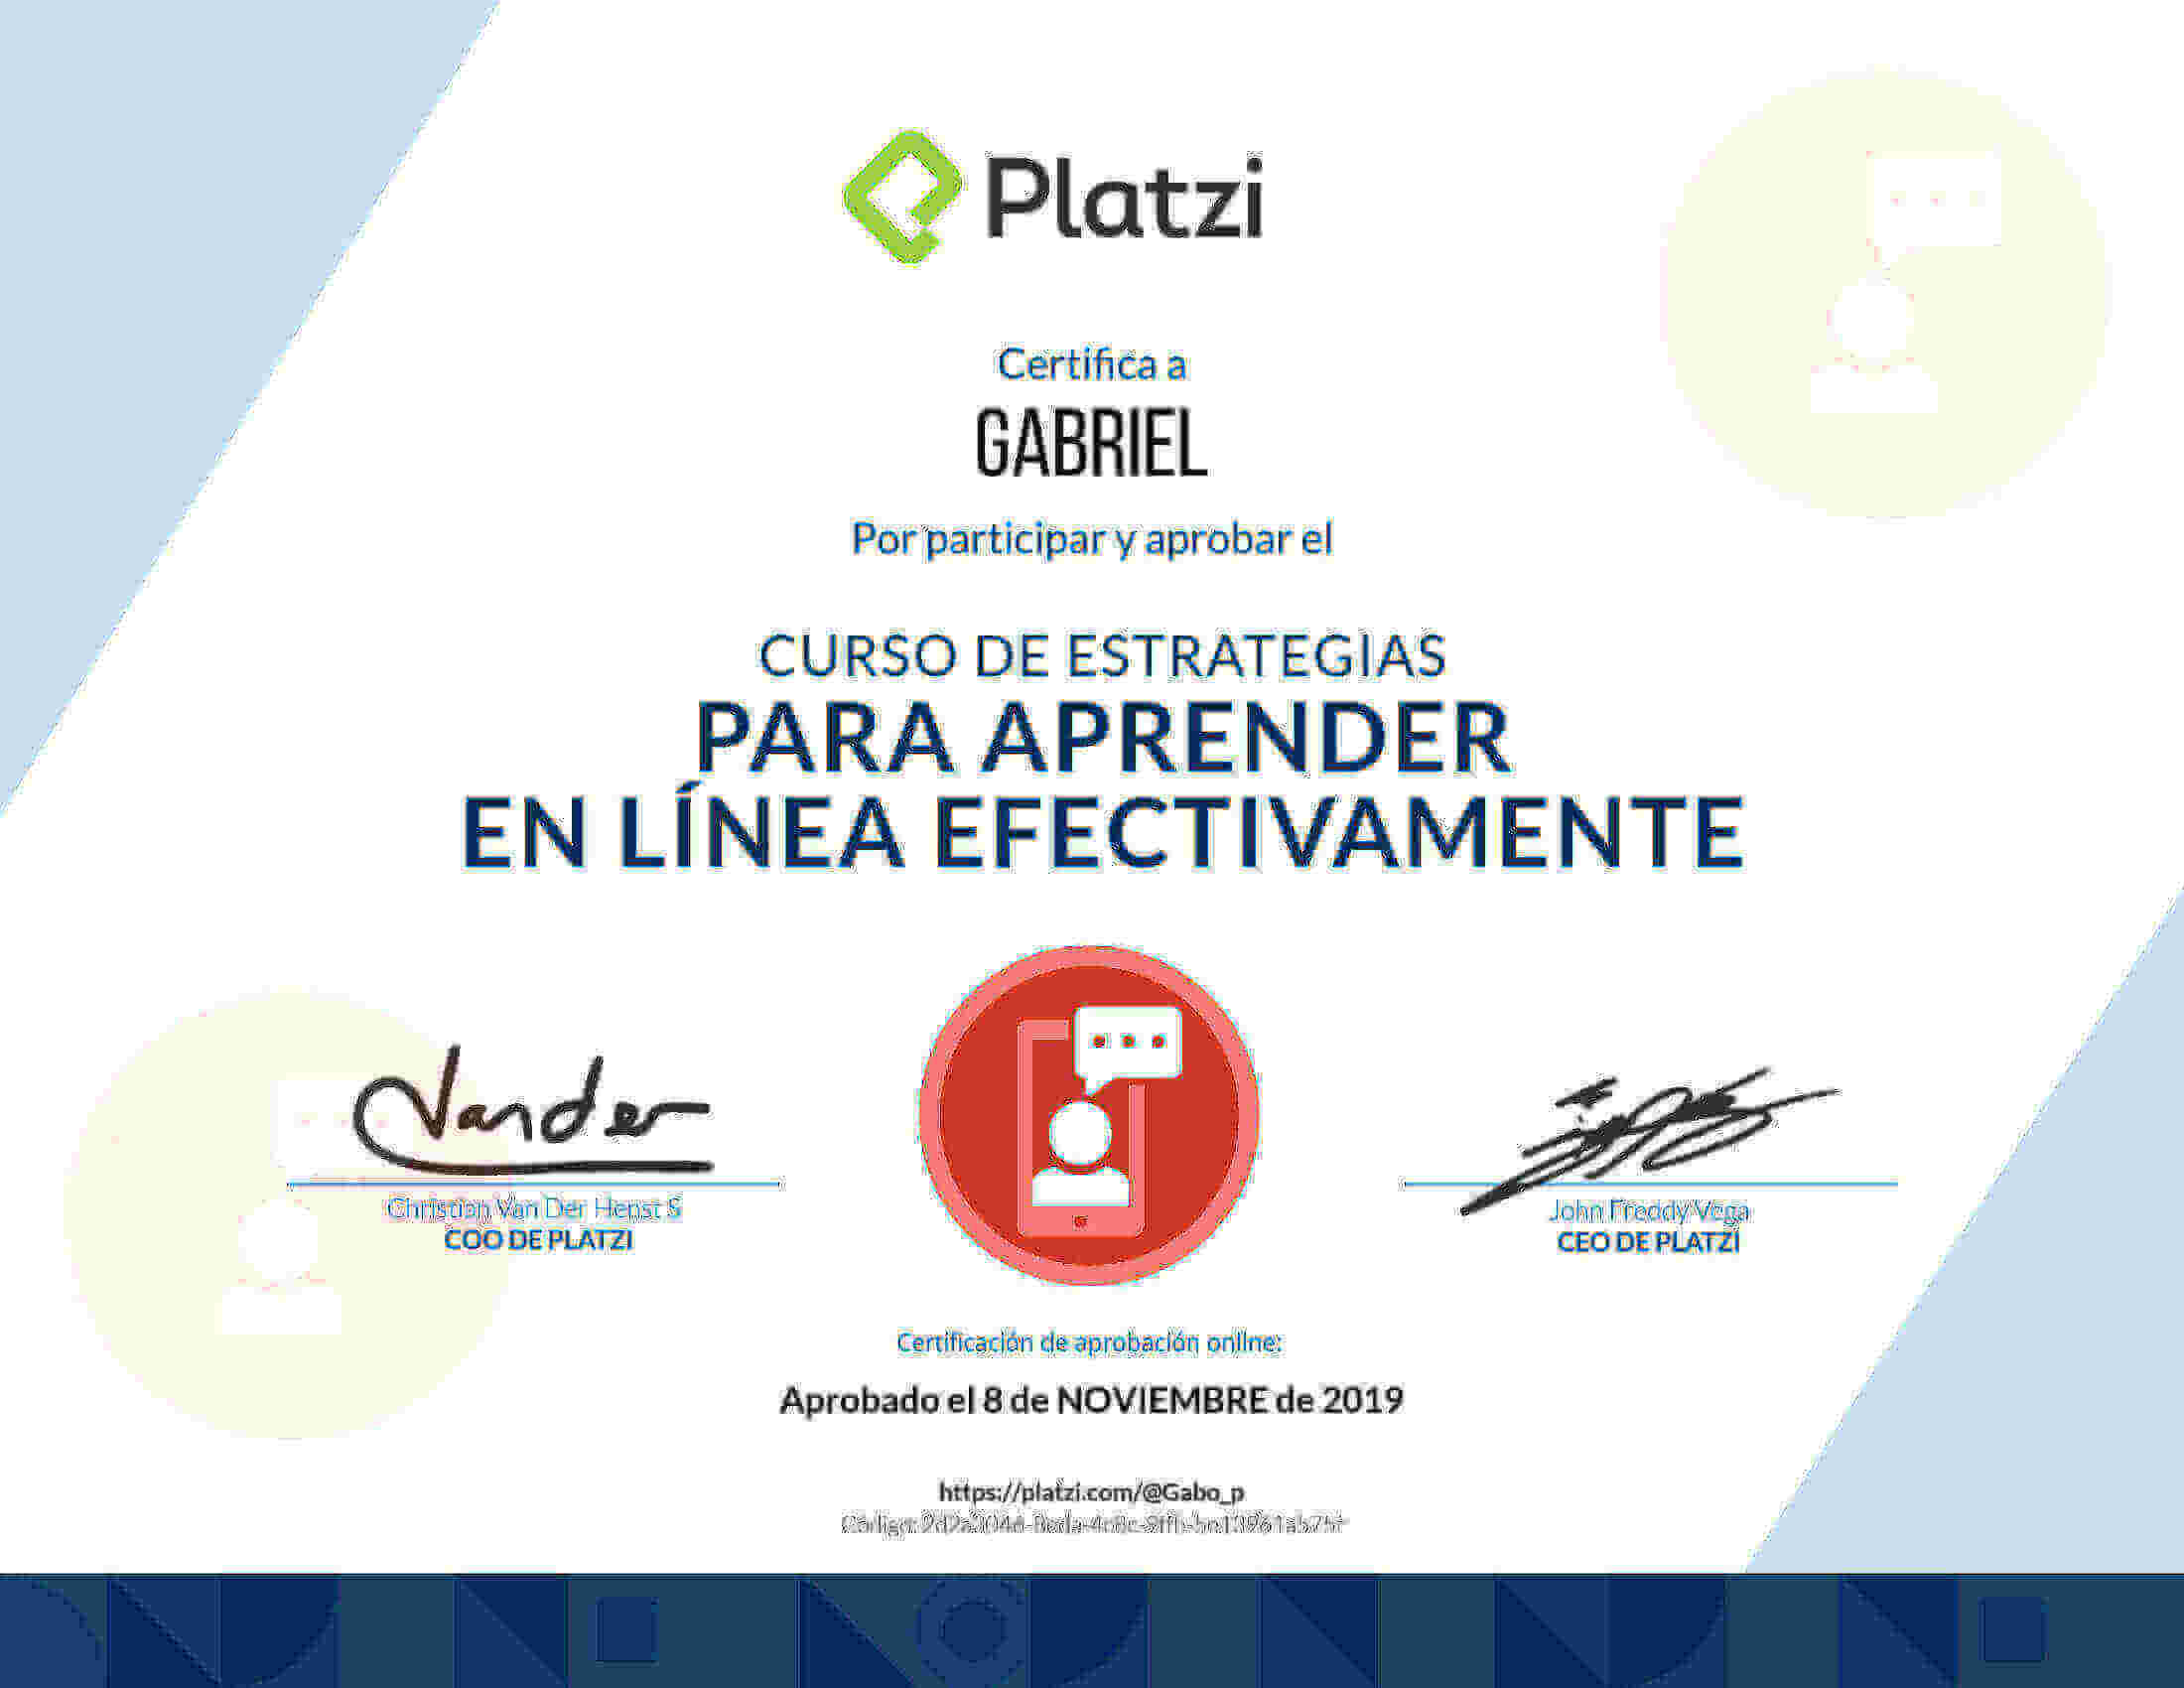 Platzi
Certifica a
GABRIEL
Por participar y aprobar el
CURSO DE ESTRATEGIAS
PARA APRENDER
EN LÍNEA EFECTIVAMENTE
Vander
Christian Van Der Henst S
COO DE PLATZI
John Freddy Vega
CEO DE PLATZI
Certificación de aprobación online:
Aprobado el 8 de NOVIEMBRE de 2019
https://platzi.com/@Gabo_p
Código: